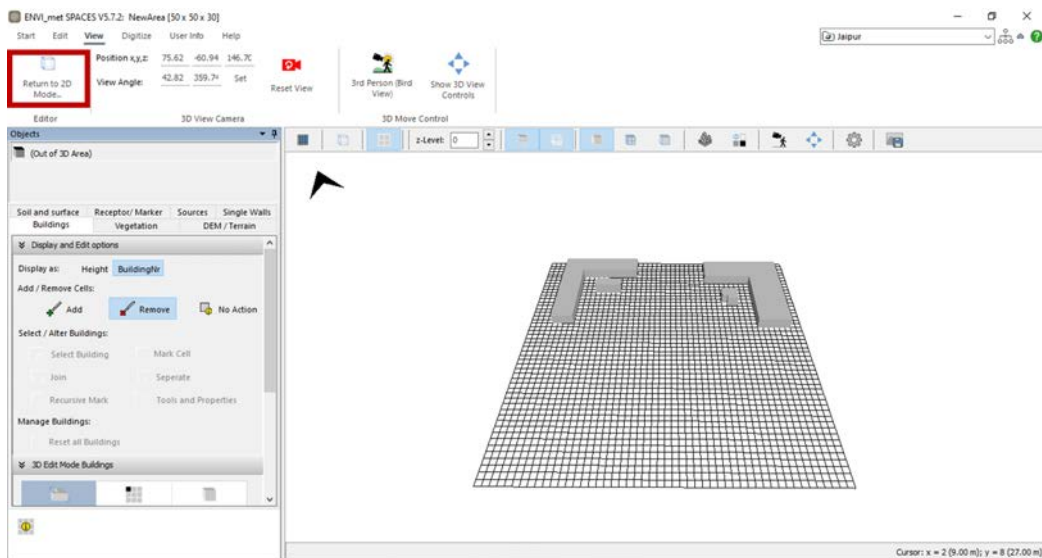 ENVI_met SPACES V5.7.2: NewArea [50 x 50 x 30]
Start Edit View Digitize User Info Help
Jaipur
Return to 2D
Mode..
Position x,y,z: 75.62 -60.94 146.7(
View Angle: 42.82 359.7‹ Set
Reset View
3rd Person (Bird
View)
Show 3D View
Controls
Editor 3D View Camera 3D Move Control
Objects
(Out of 3D Area)
z-Level: 0
Soil and surface Receptor/ Marker Sources Single Walls
Buildings Vegetation DEM / Terrain
Display and Edit options
Display as: Height BuildingNr
Add / Remove Cells:
Add Remove No Action
Select / Alter Buildings:
Select Building Mark Cell
Join Seperate
Recursive Mark Tools and Properties
Manage Buildings:
Reset all Buildings
3D Edit Mode Buildings
Cursor: x = 2 (9.00 m); y = 8 (27.00 m)